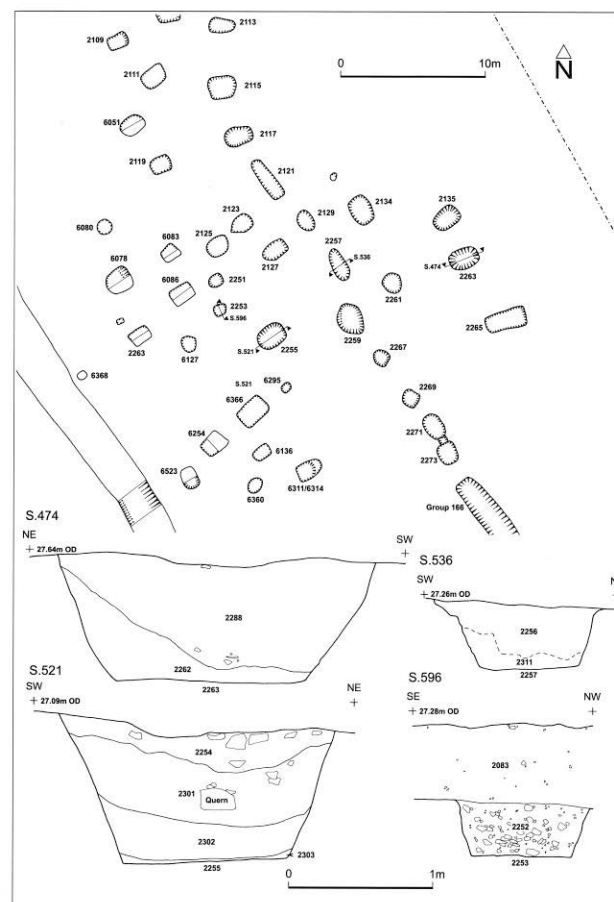 2113
2109
0 10m
N
2111
2115
6051
2117
2119
2121
2134
2135
2123
2129
6080
6083
2125
2257
S.536
6078
2127
S.474
2263
6086
2251
2261
2253
S.596
2259
2265
2263
6127
S.521
2255
2267
6368
S.521
6295
6366
2269
6254
2271
6136
2273
6523
6311/6314
6360
Group 166
S.474
NE
27.64m OD
SW
2288
2262
2263
S.536
SW
27.26m OD
N
2256
2311
2257
S.521
SW
27.09m OD
NE
2254
2301
Quern
2302
2303
2255
S.596
SE
27.28m OD
NW
2083
2252
2253
0 1m